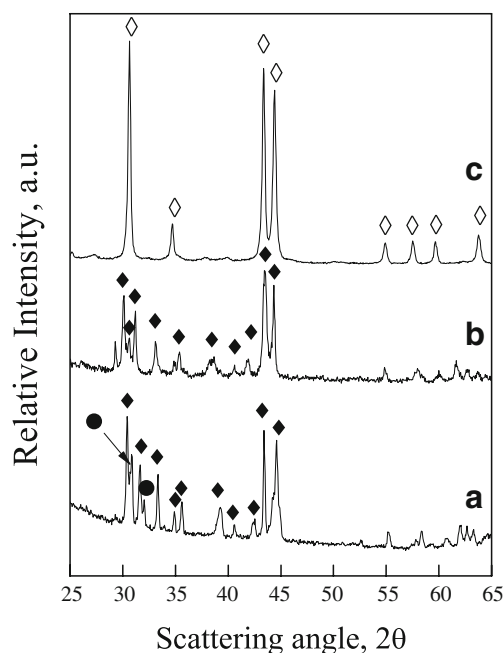 Relative Intensity, a.u.
c
b
a
25 30 35 40 45 50 55 60 65
Scattering angle, 2θ